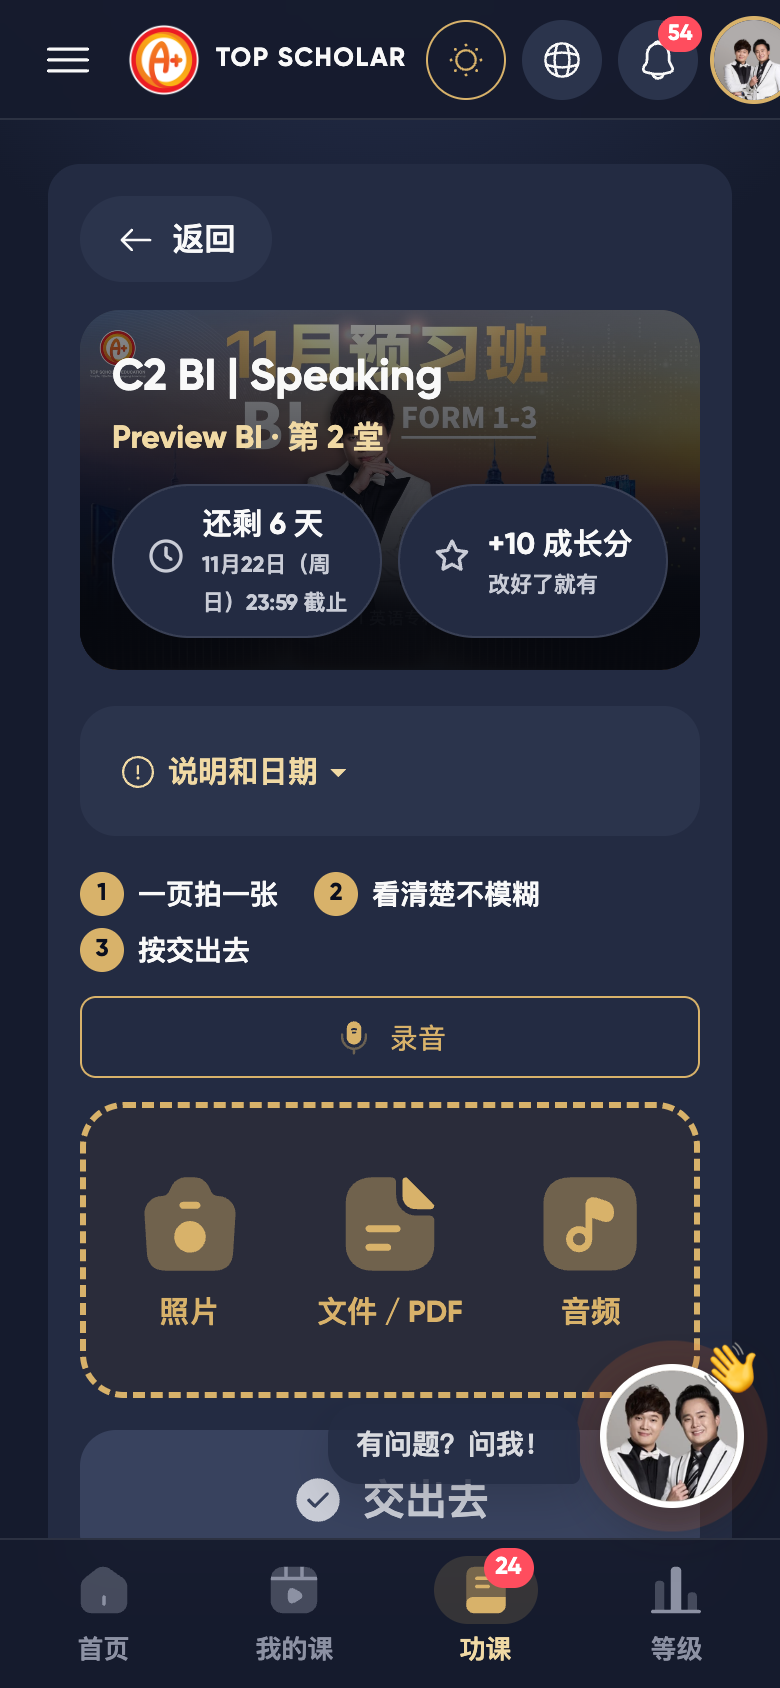 A+ TOP SCHOLAR
54
返回
11月预习班
C2 BI | Speaking
BI FORM 1-3
Preview BI · 第 2 堂
还剩 6 天
11月22日（周
日）23:59 截止
+10 成长分
改好了就有
说明和日期
1 一页拍一张 2 看清楚不模糊
3 按交出去
录音
照片 文件 / PDF 音频
有问题？问我！
交出去
24
首页 我的课 功课 等级